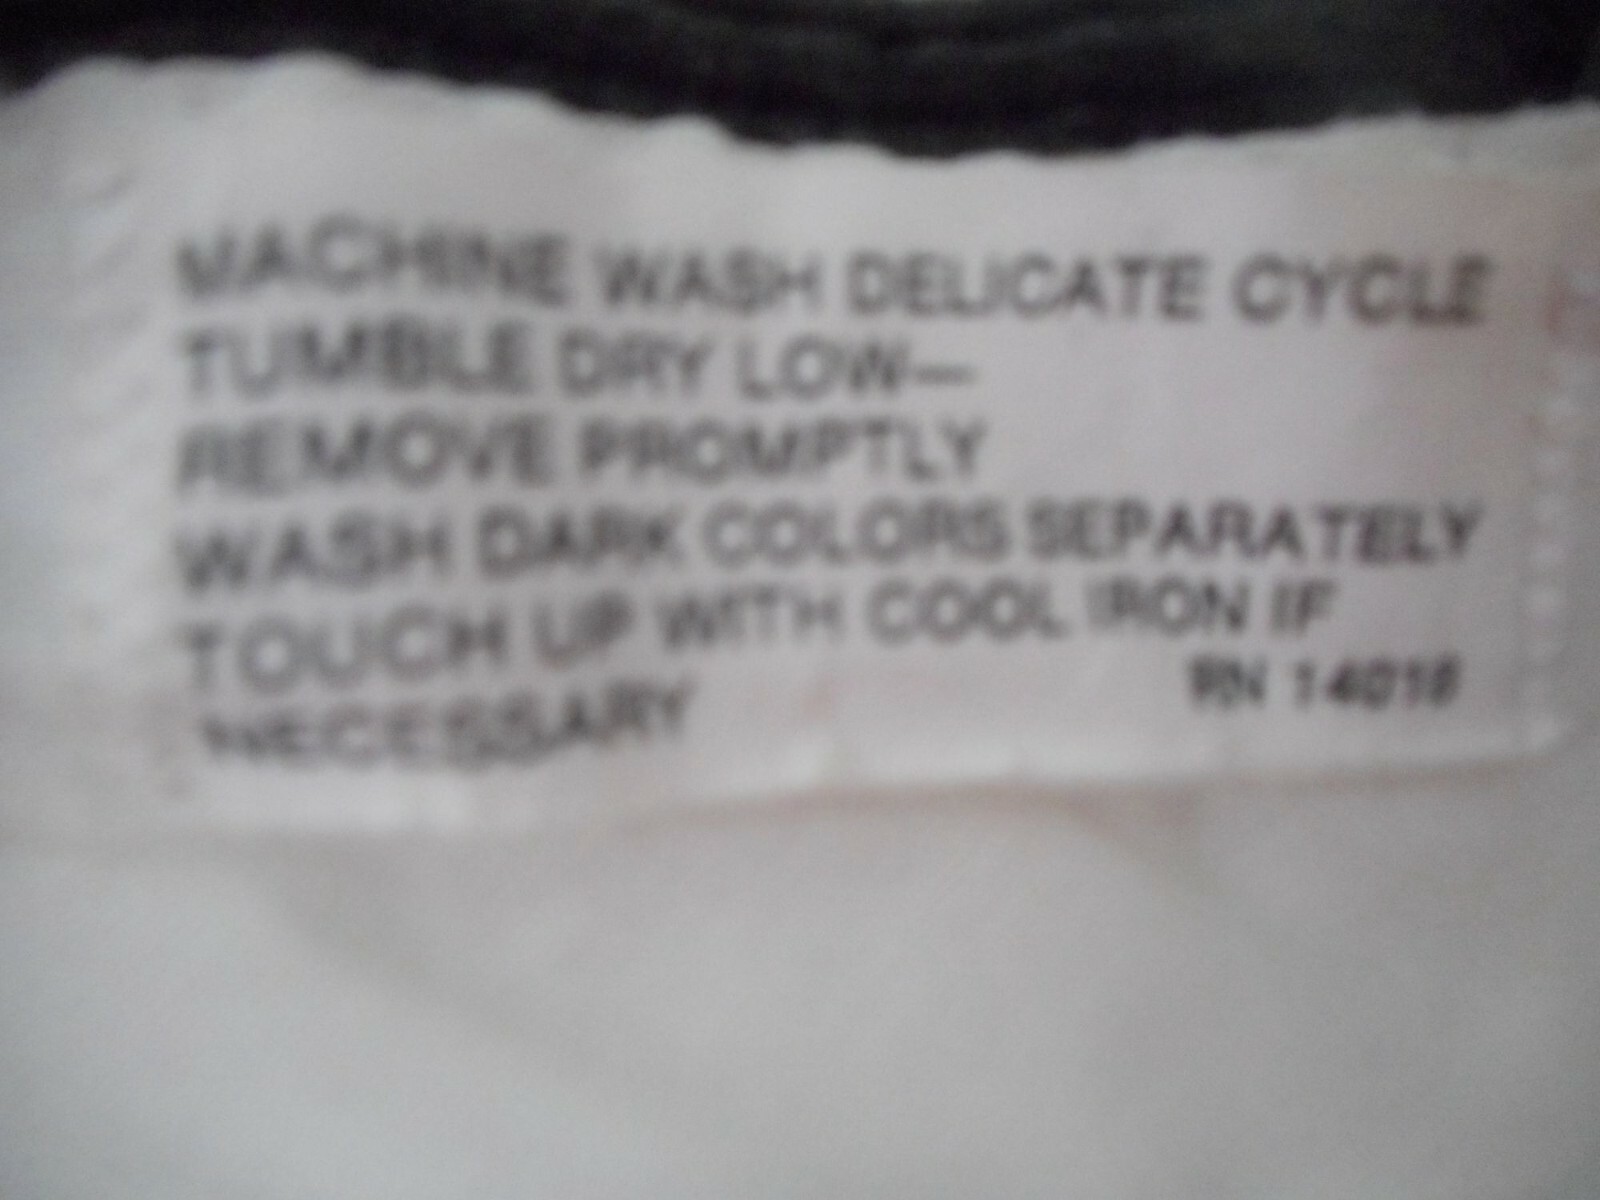 MACHINE WASH DELICATE CYCLE
TUMBLE DRY LOW—
REMOVE PROMPTLY
WASH DARK COLORS SEPARATELY
TOUCH UP WITH COOL IRON IF
NECESSARY
RN